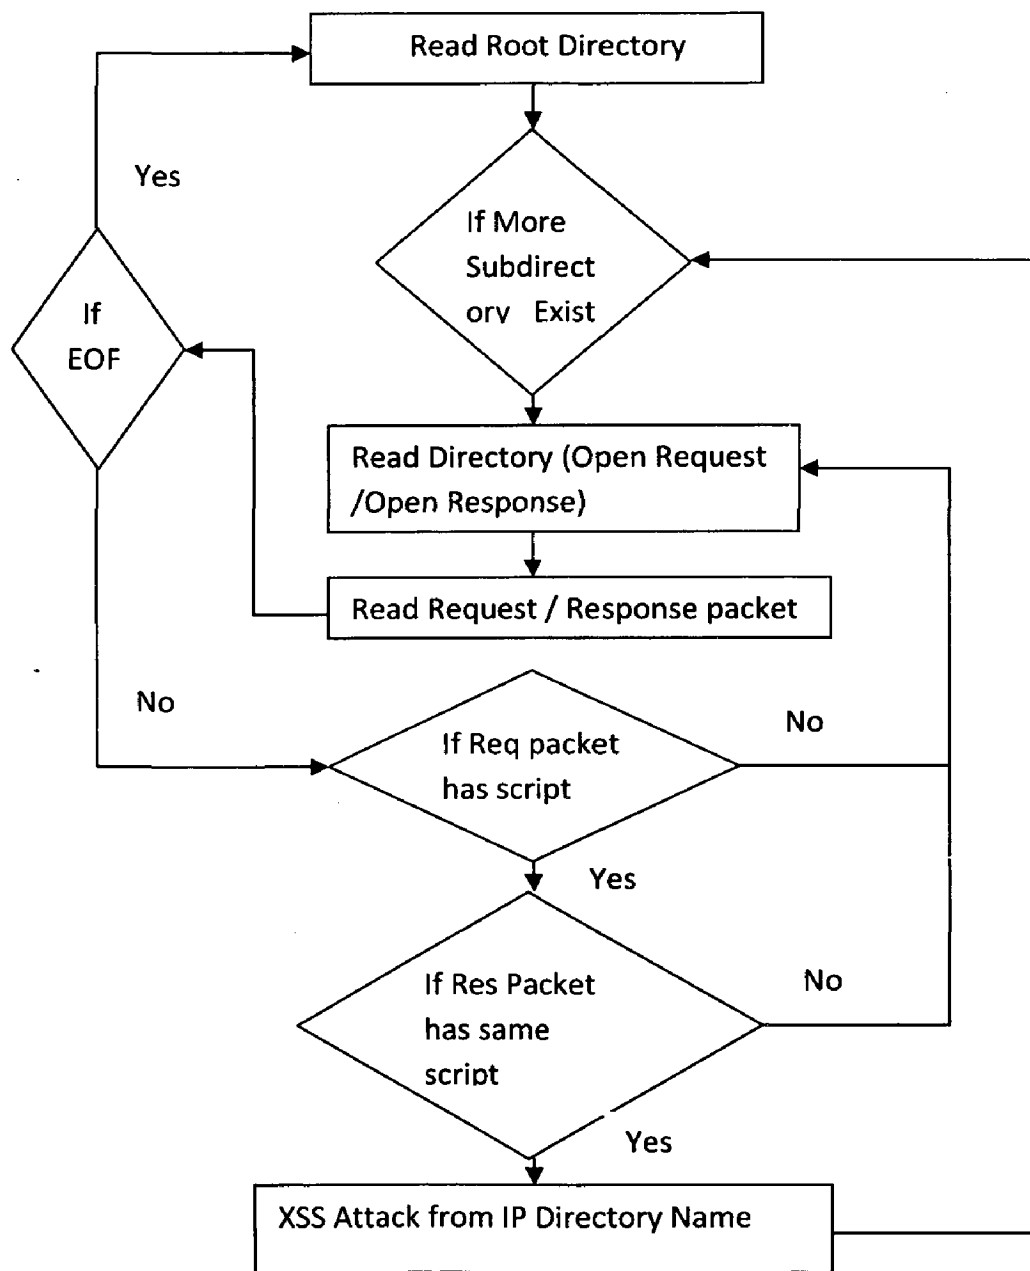 Read Root Directory
Yes
If More
Subdirect
ory Exist
If
EOF
Read Directory (Open Request
/Open Response)
Read Request / Response packet
No
No
If Req packet
has script
Yes
If Res Packet
has same
script
No
Yes
XSS Attack from IP Directory Name